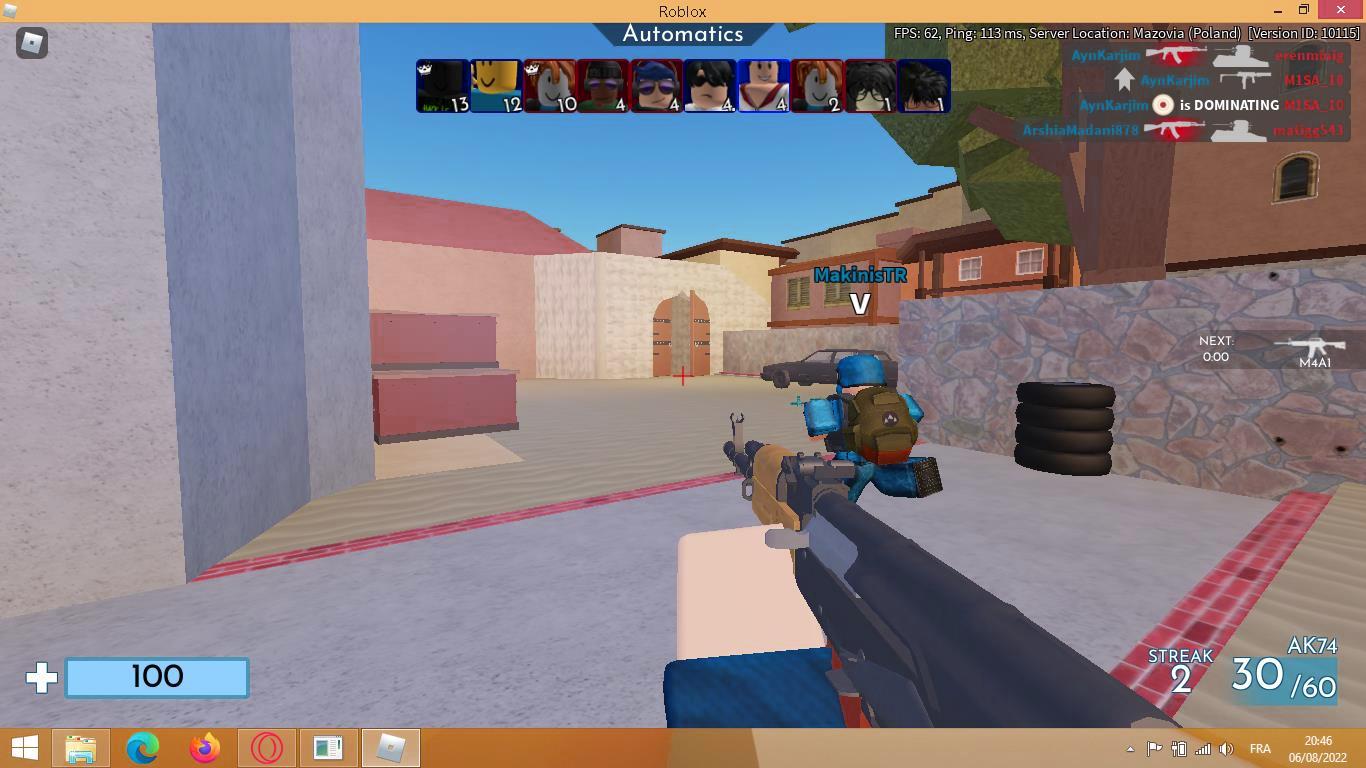 Roblox
Automatics
FPS: 62, Ping: 113 ms, Server Location: Mazovia (Poland) [Version ID: 10115]
13 12 10 4 4 4 4 2 1 1
AynKarjim erenminig
AynKarjim M1SA_10
AynKarjim is DOMINATING M1SA_10
ArshiaMadani878 matigg543
MakinisTR
V
NEXT:
0:00
M4A1
100
STREAK
2
AK74
30 /60
FRA
20:46
06/08/2022